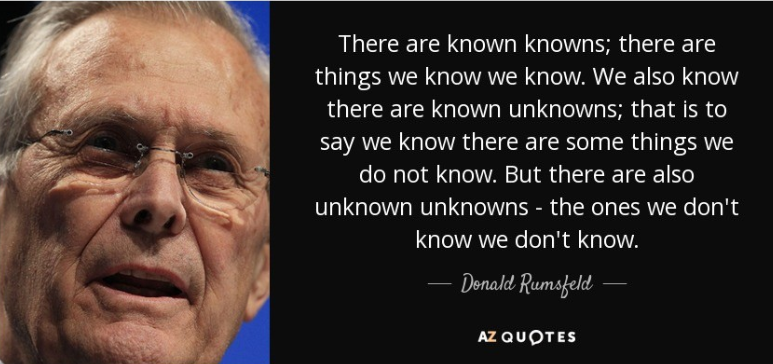 There are known knowns; there are
things we know we know. We also know
there are known unknowns; that is to
say we know there are some things we
do not know. But there are also
unknown unknowns - the ones we don't
know we don't know.
Donald Rumsfeld
AZ QUOTES